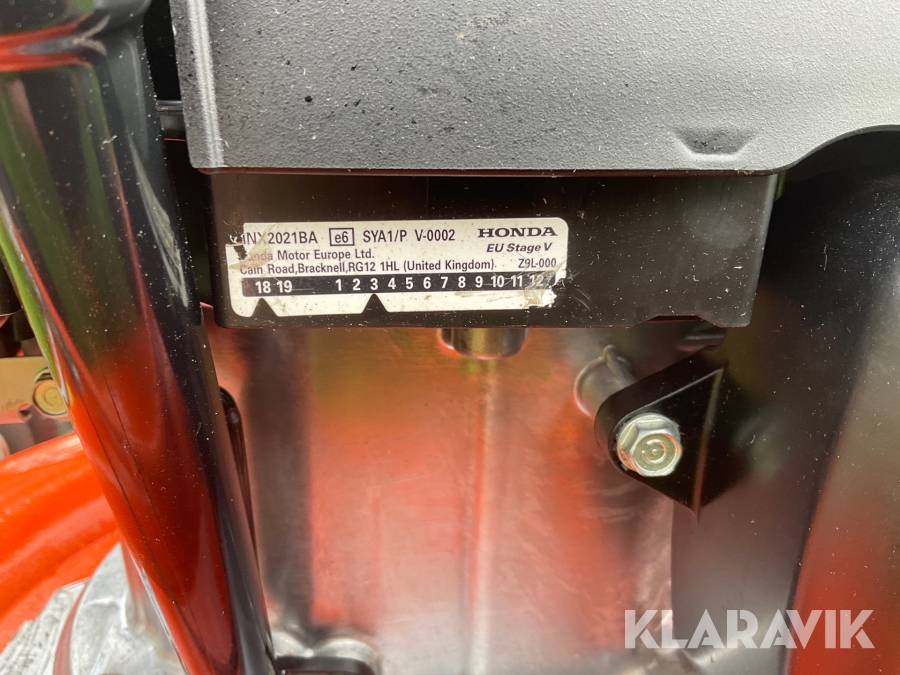 SYA1/P V-0002 HONDA
e6
EU Stage V
Motor Europe Ltd.
Cain Road,Bracknell,RG12 1HL (United Kingdom) Z9L-000
18 19 1 2 3 4 5 6 7 8 9 10 11 12
KLARAVIK